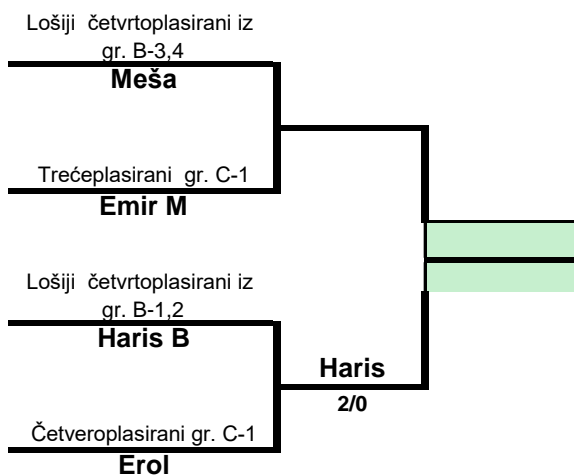 Lošiji  četvrtoplasirani iz
gr. B-3,4
Meša
Trećeplasirani  gr. C-1
Emir M
Lošiji  četvrtoplasirani iz
gr. B-1,2
Haris B
Haris
2/0
Četveroplasirani gr. C-1
Erol